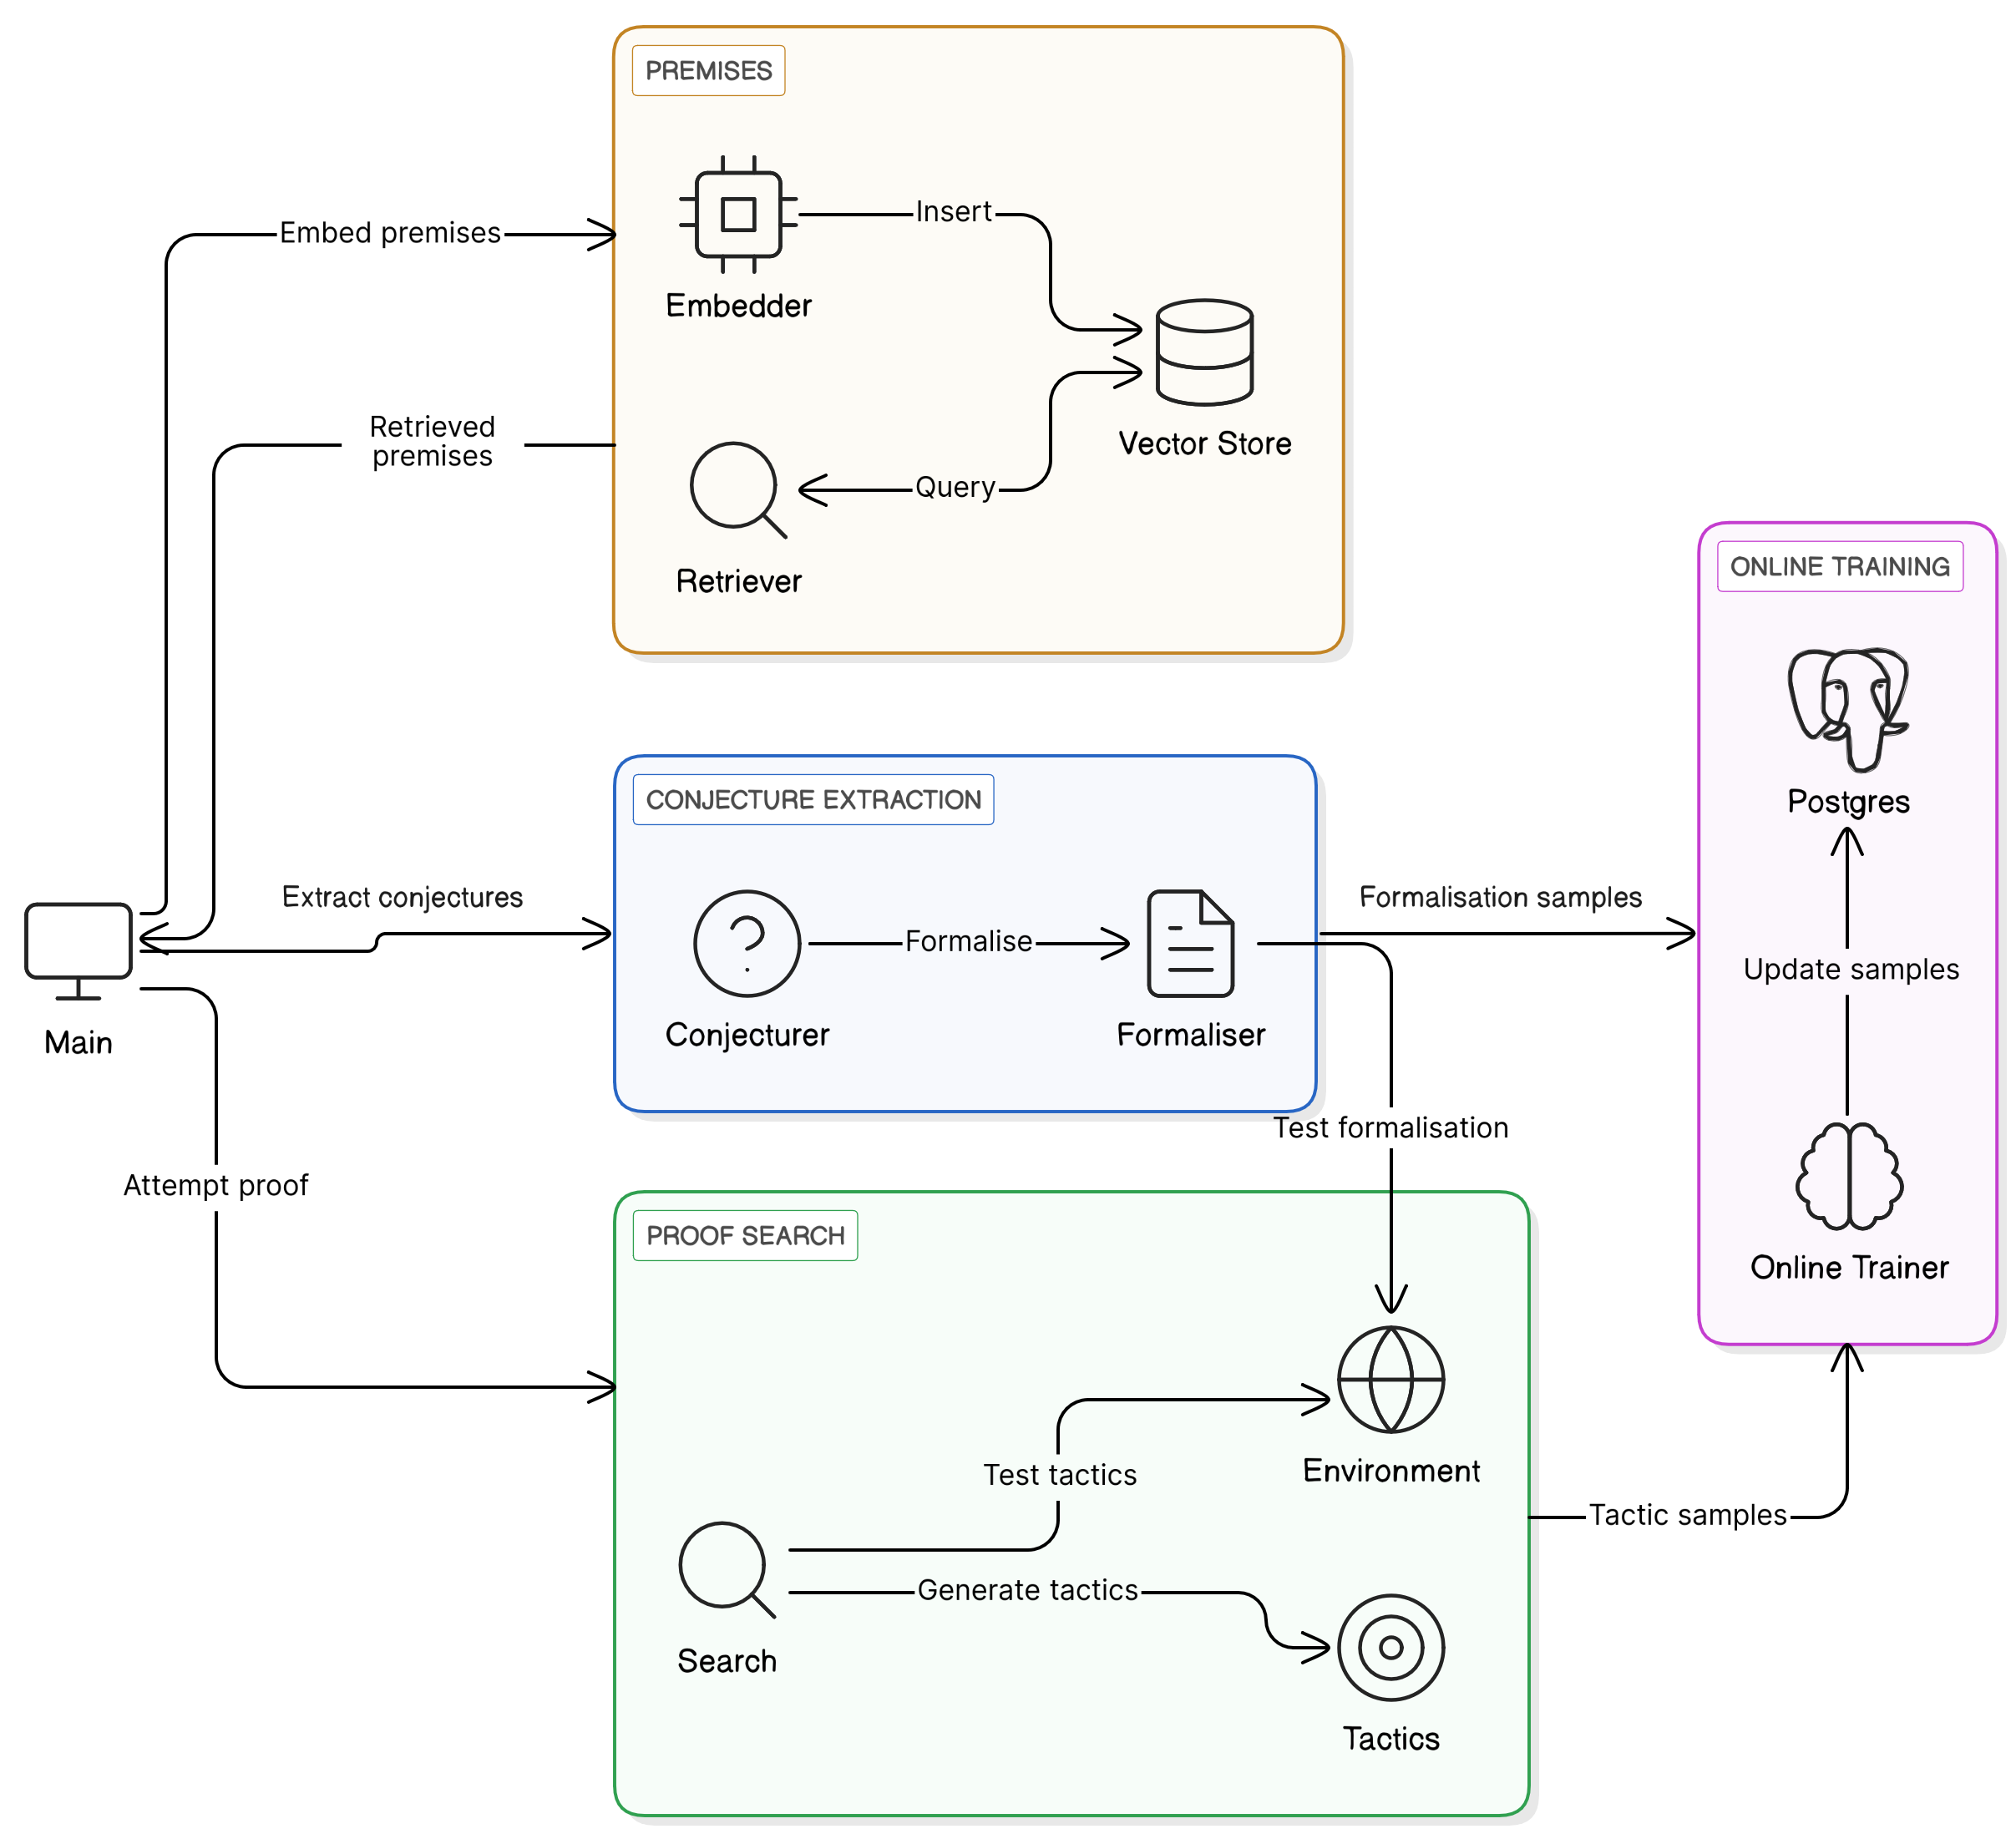 PREMISES
Embed premises
Insert
Embedder
Retrieved
premises
Vector Store
Query
Retriever
ONLINE TRAINING
Postgres
CONJECTURE EXTRACTION
Extract conjectures
Formalisation samples
Formalise
Update samples
Main
Conjecturer
Formaliser
Test formalisation
Attempt proof
PROOF SEARCH
Online Trainer
Test tactics
Environment
Tactic samples
Generate tactics
Search
Tactics